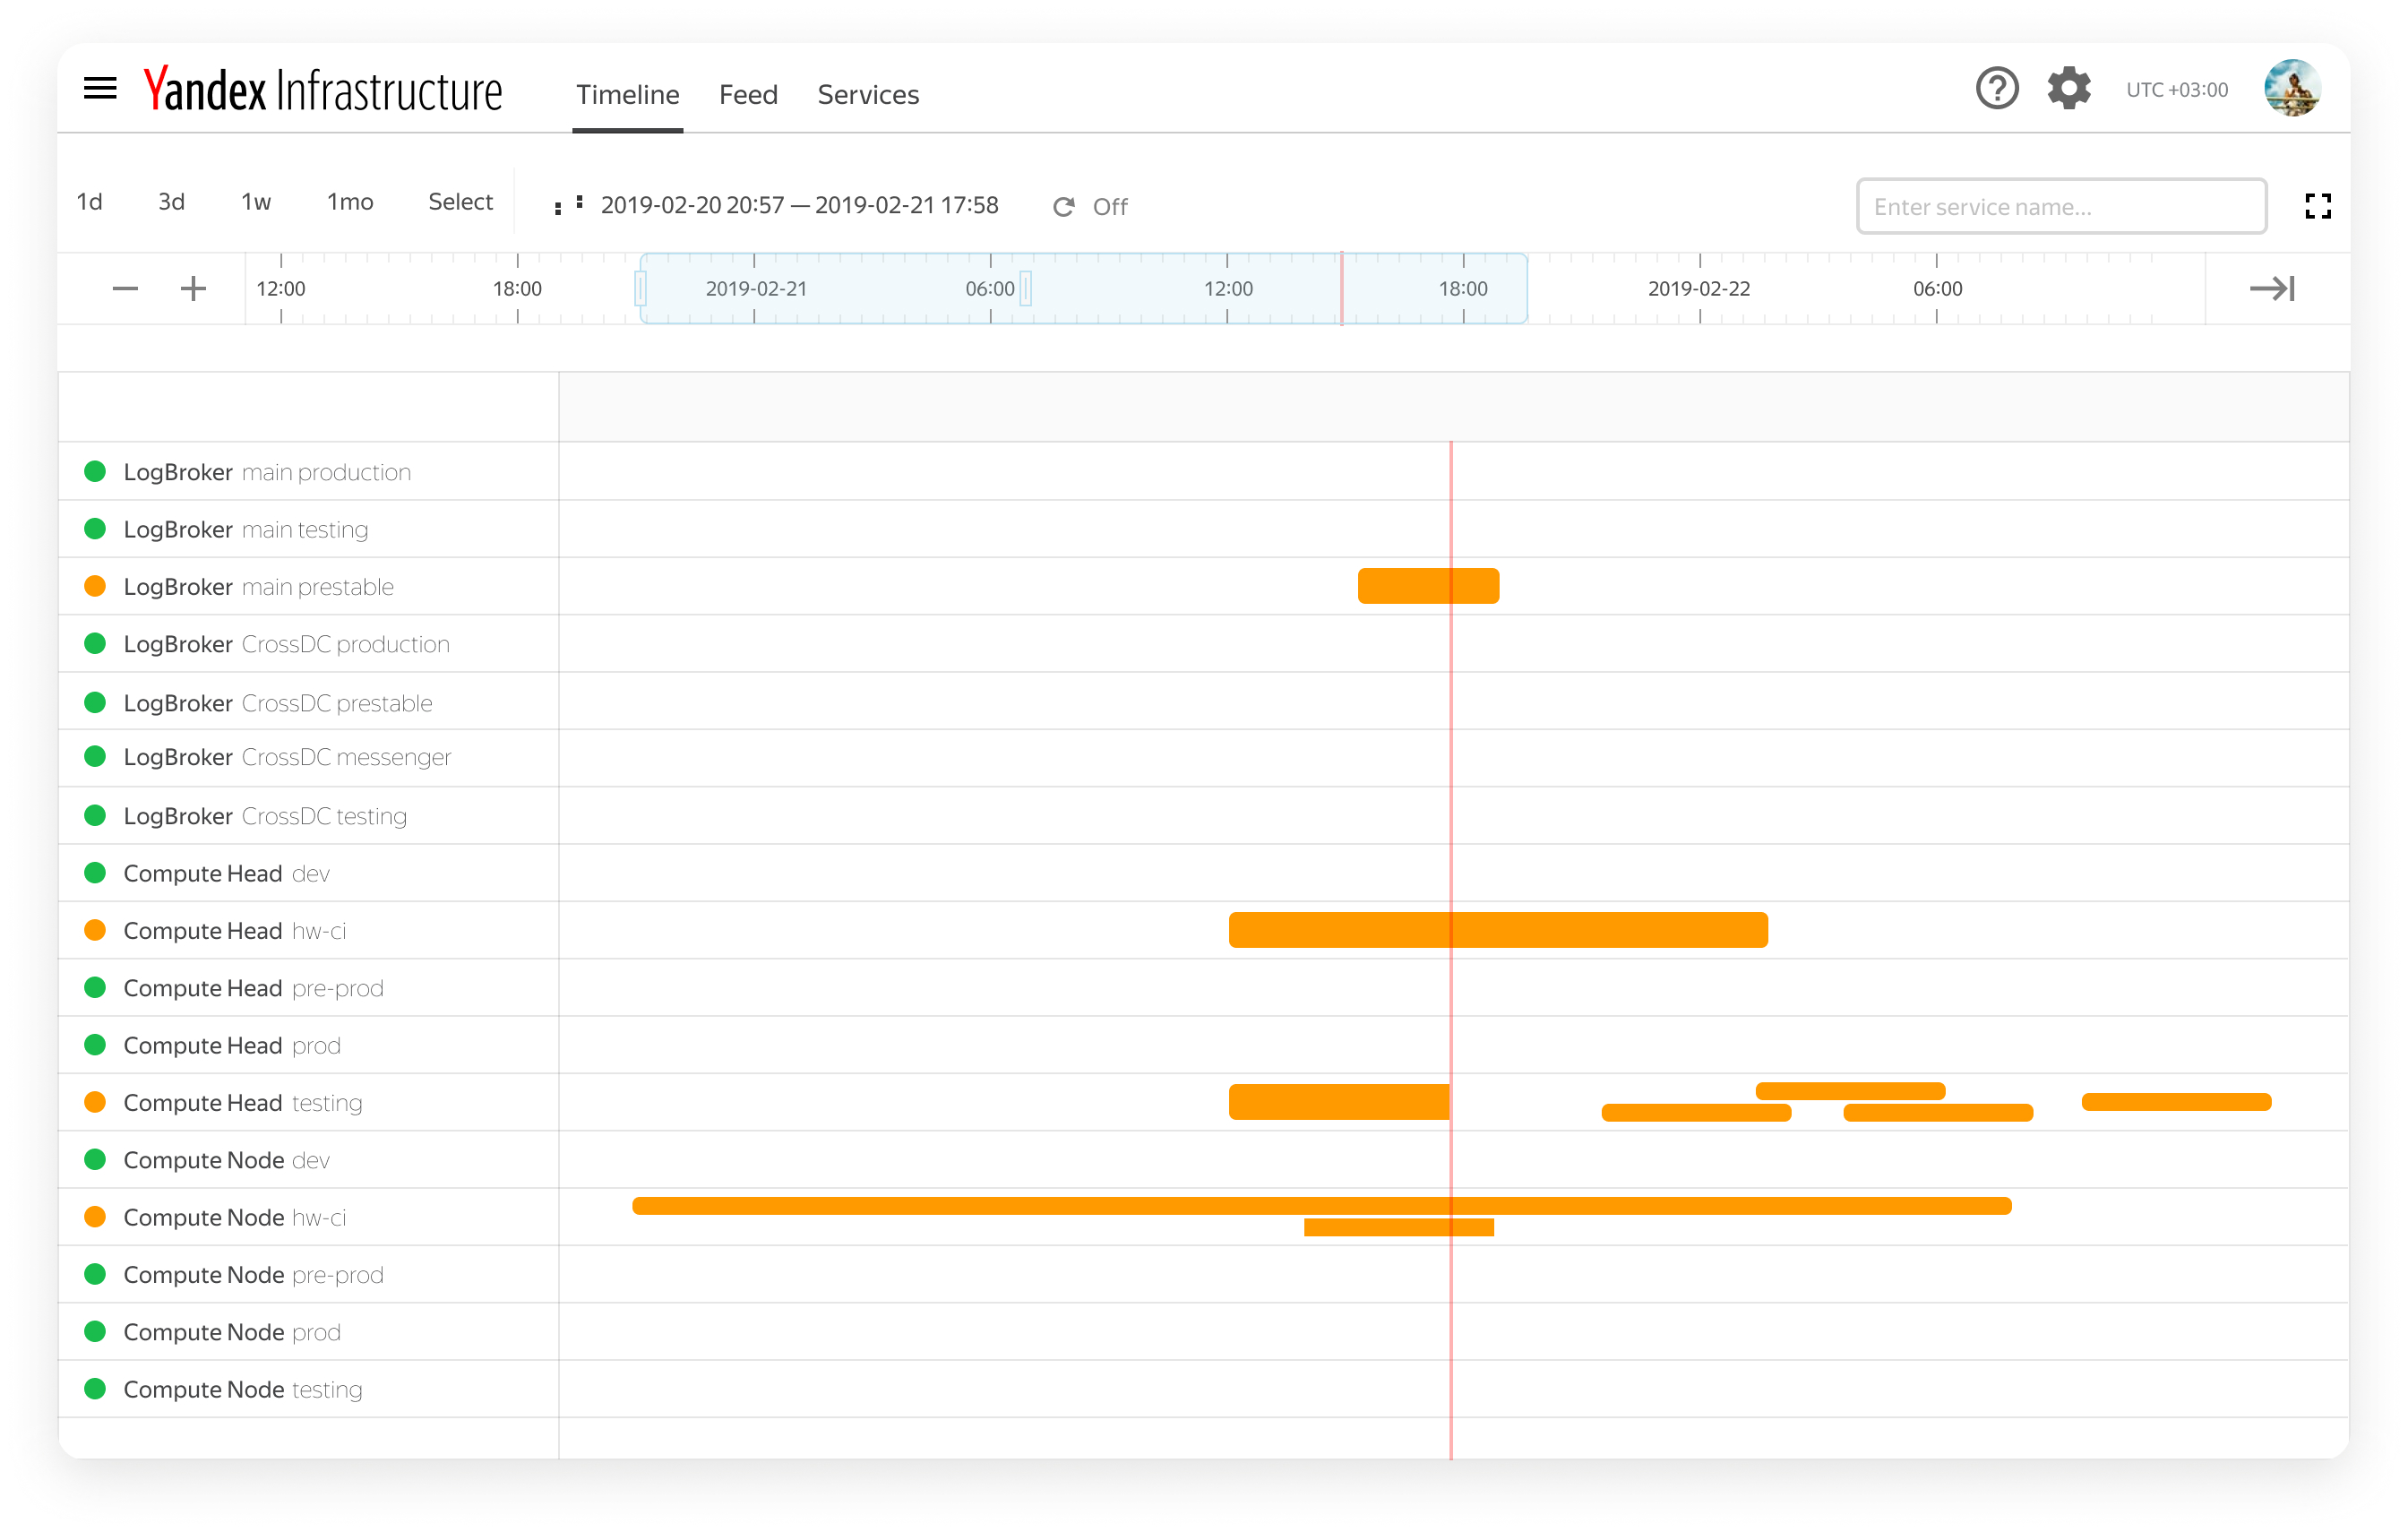 Yandex Infrastructure Timeline Feed Services UTC +03:00
1d 3d 1w 1mo Select 2019-02-20 20:57 — 2019-02-21 17:58 Off Enter service name...
12:00 18:00 2019-02-21 06:00 12:00 18:00 2019-02-22 06:00
LogBroker main production
LogBroker main testing
LogBroker main prestable
LogBroker CrossDC production
LogBroker CrossDC prestable
LogBroker CrossDC messenger
LogBroker CrossDC testing
Compute Head dev
Compute Head hw-ci
Compute Head pre-prod
Compute Head prod
Compute Head testing
Compute Node dev
Compute Node hw-ci
Compute Node pre-prod
Compute Node prod
Compute Node testing